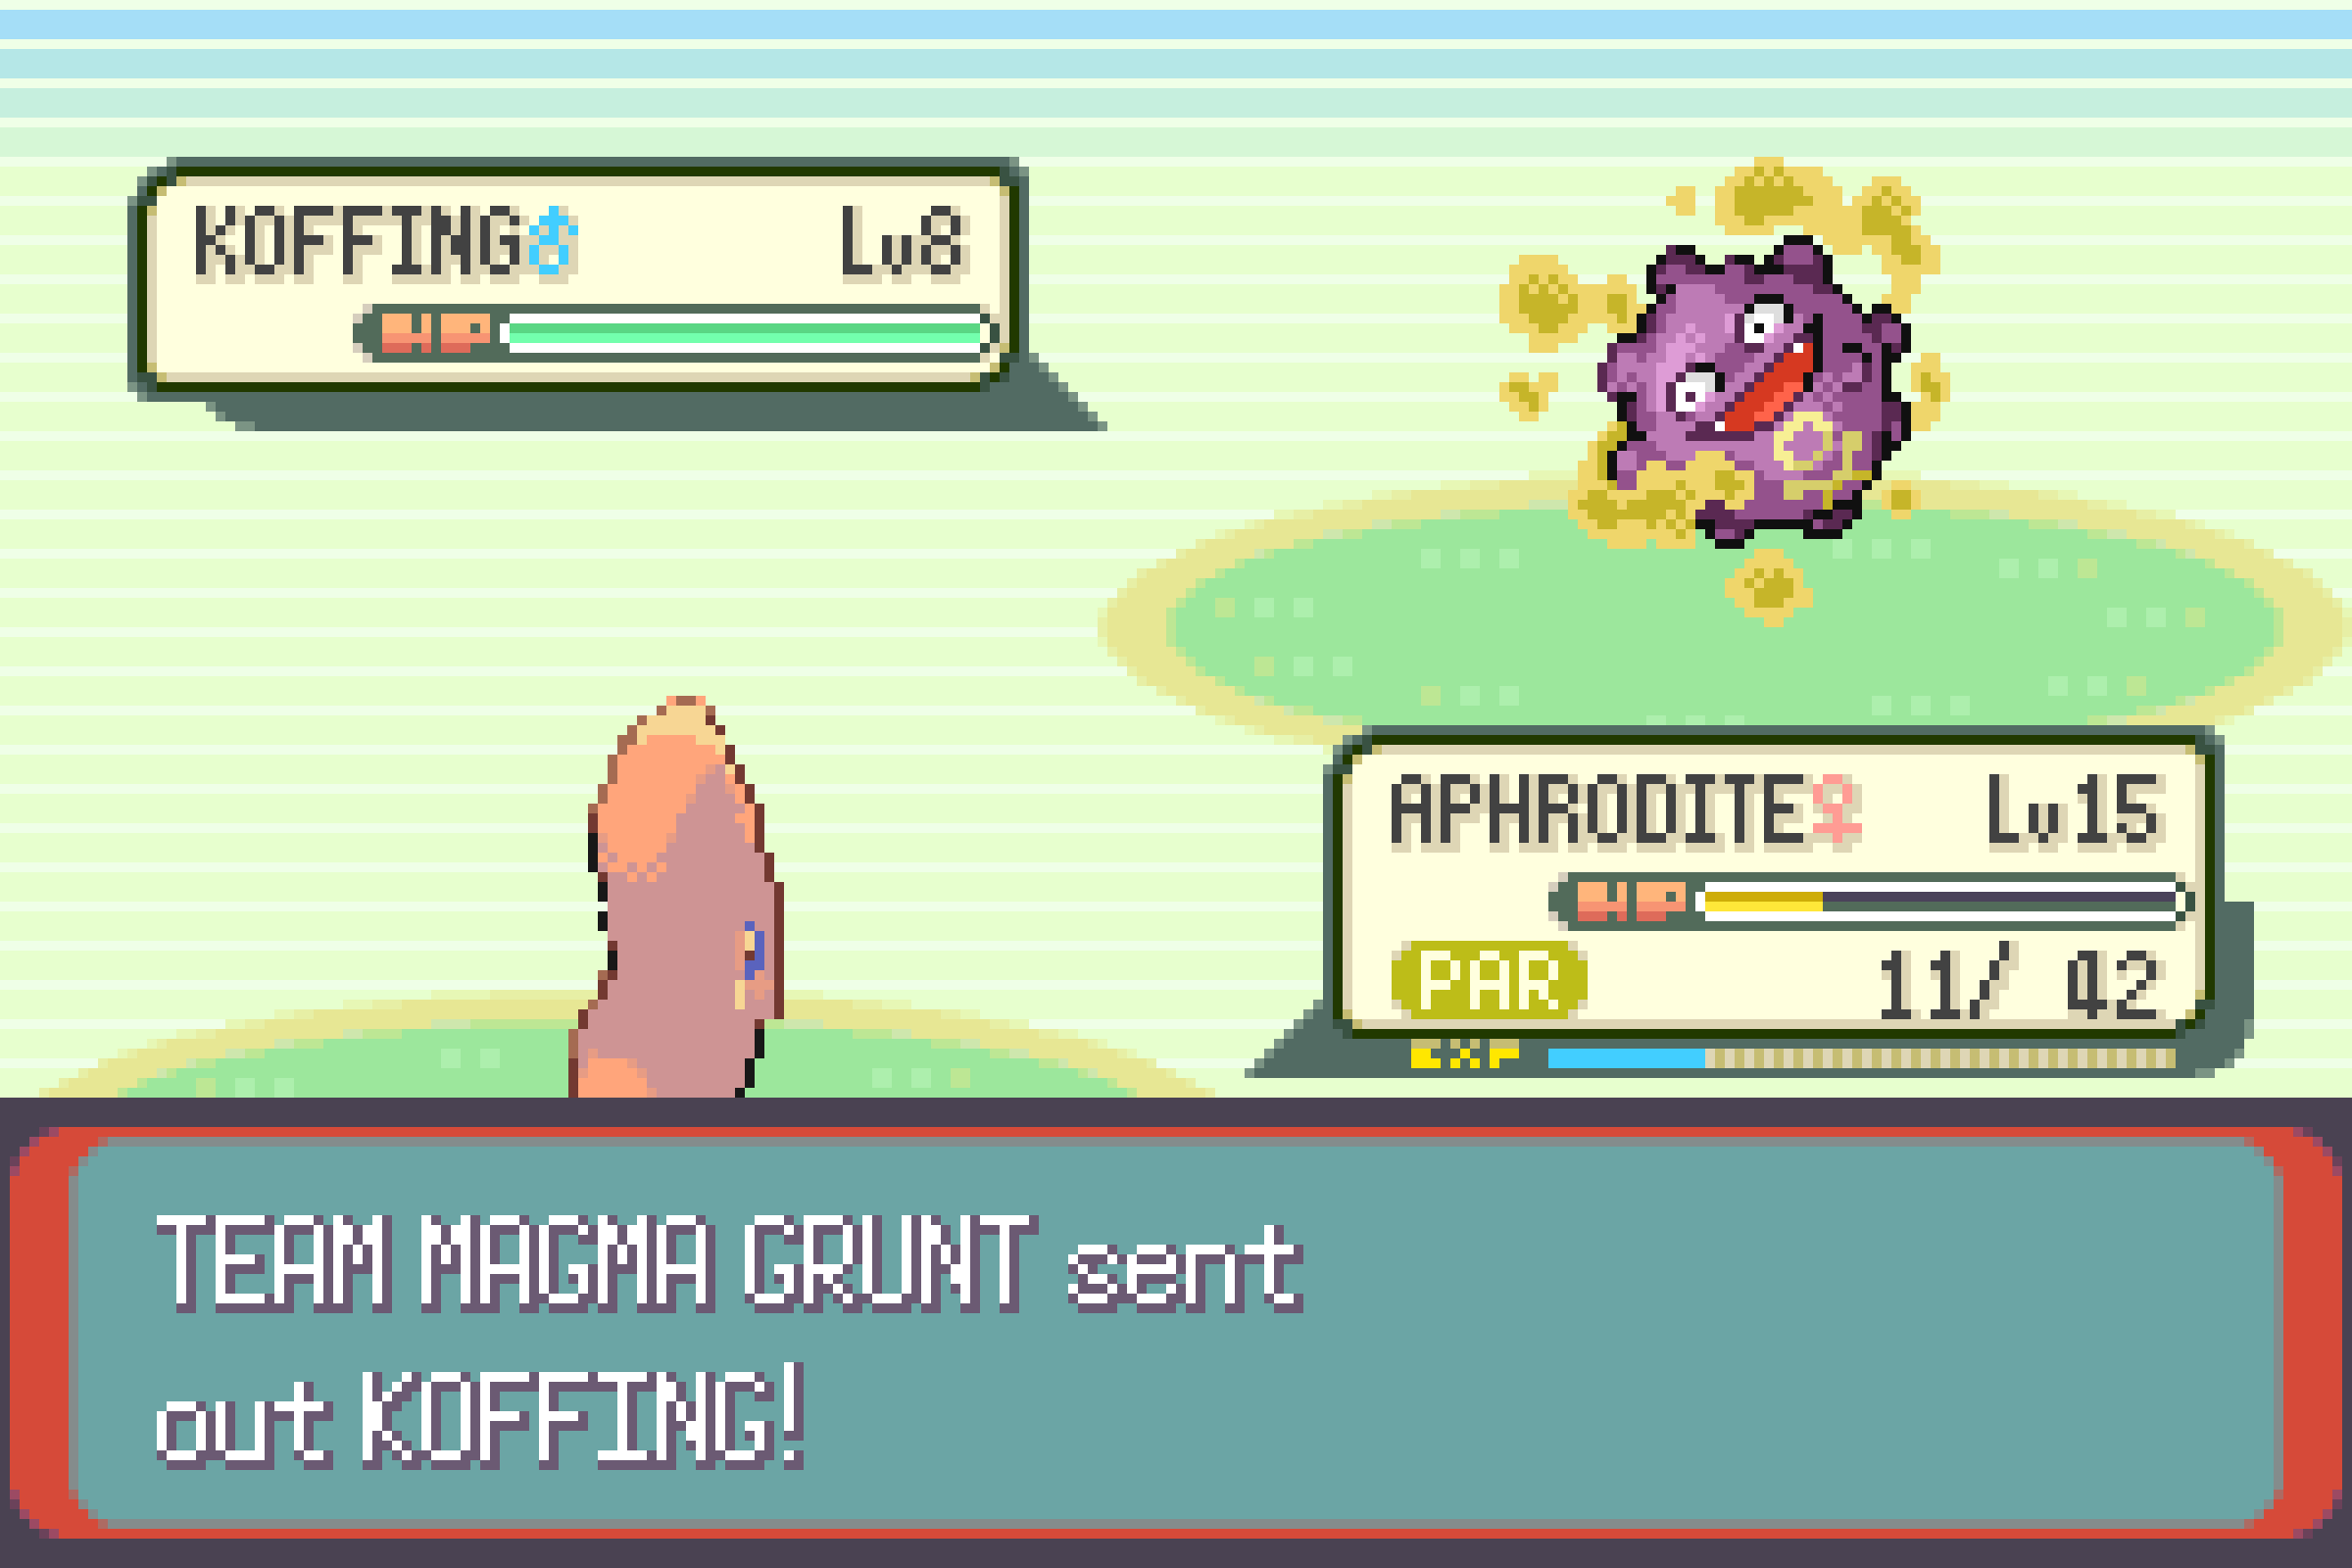 KOFFING♂ Lv8
HP
APHRODITE♀ Lv15
HP
PAR 11/ 42
EXP
TEAM MAGMA GRUNT sent
out KOFFING!